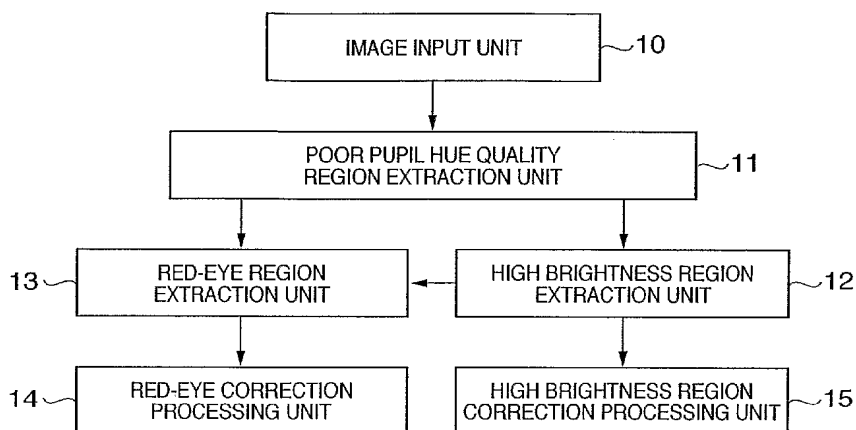 IMAGE INPUT UNIT
10
POOR PUPIL HUE QUALITY
REGION EXTRACTION UNIT
11
13
RED-EYE REGION
EXTRACTION UNIT
HIGH BRIGHTNESS REGION
EXTRACTION UNIT
12
14
RED-EYE CORRECTION
PROCESSING UNIT
HIGH BRIGHTNESS REGION
CORRECTION PROCESSING UNIT
15